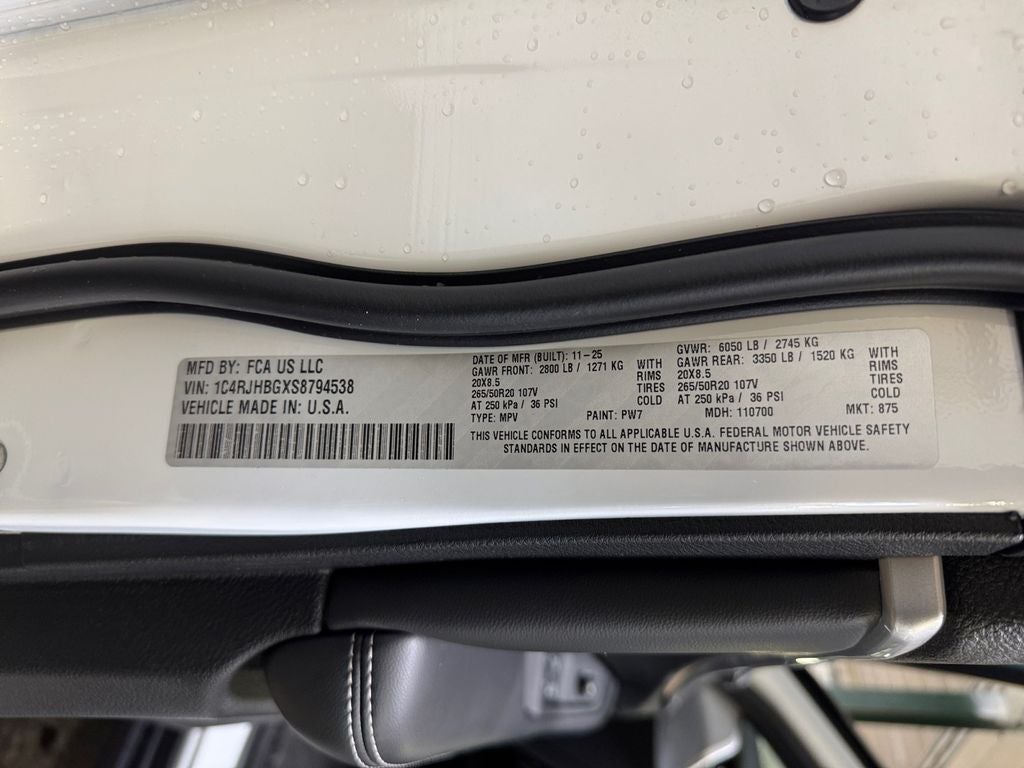 MFD BY: FCA US LLC
VIN: 1C4RJHBGXS8794538
VEHICLE MADE IN: U.S.A.
DATE OF MFR (BUILT): 11-25
GAWR FRONT: 2800 LB / 1271 KG WITH
20X8.5 RIMS
265/50R20 107V TIRES
AT 250 kPa / 36 PSI COLD
TYPE: MPV PAINT: PW7
GVWR: 6050 LB / 2745 KG
GAWR REAR: 3350 LB / 1520 KG WITH
20X8.5 RIMS
265/50R20 107V TIRES
AT 250 kPa / 36 PSI COLD
MDH: 110700 MKT: 875
THIS VEHICLE CONFORMS TO ALL APPLICABLE U.S.A. FEDERAL MOTOR VEHICLE SAFETY
STANDARDS IN EFFECT ON THE DATE OF MANUFACTURE SHOWN ABOVE.